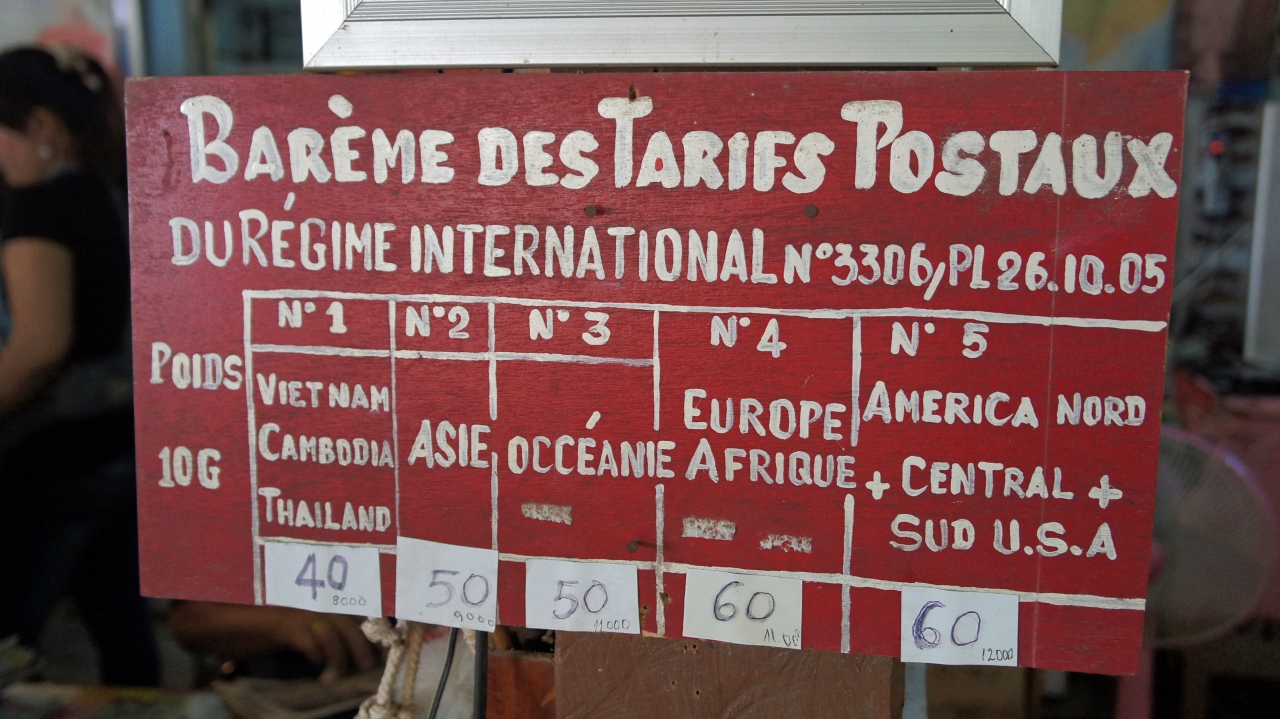 BARÈME DES TARIFS POSTAUX
DU RÉGIME INTERNATIONAL N°3306/PL 26.10.05
POIDS
10G
N° 1 N° 2 N° 3 N° 4 N° 5
VIETNAM
CAMBODIA
THAILAND
ASIE OCCÉANIE
EUROPE
AFRIQUE
AMERICA NORD
+ CENTRAL +
SUD U.S.A
40 50 50 60 60
8000 9000 11000 11000 12000